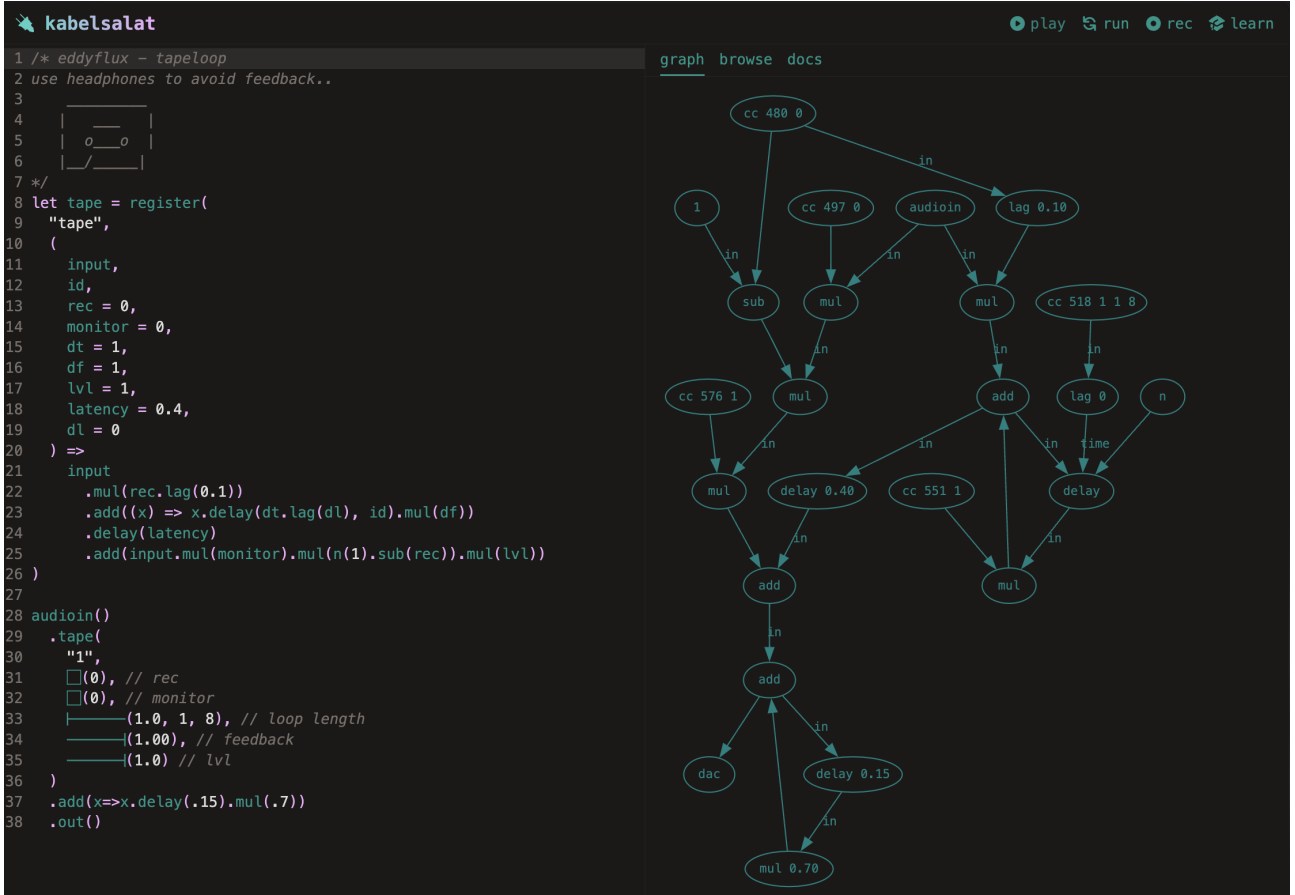 kabelsalat
play run rec learn
1 /* eddyflux – tapeloop
2 use headphones to avoid feedback..
3      _________
4     |   ___   |
5     |  o___o  |
6     |__/______|
7 */
8 let tape = register(
9   "tape",
10   (
11     input,
12     id,
13     rec = 0,
14     monitor = 0,
15     dt = 1,
16     df = 1,
17     lvl = 1,
18     latency = 0.4,
19     dl = 0
20   ) =>
21     input
22       .mul(rec.lag(0.1))
23       .add((x) => x.delay(dt.lag(dl), id).mul(df))
24       .delay(latency)
25       .add(input.mul(monitor).mul(n(1).sub(rec)).mul(lvl))
26 )
27
28 audioin()
29   .tape(
30     "1",
31     (0), // rec
32     (0), // monitor
33     (1.0, 1, 8), // loop length
34     (1.00), // feedback
35     (1.0) // lvl
36   )
37   .add(x=>x.delay(.15).mul(.7))
38   .out()
graph browse docs
cc 480 0
in
1
cc 497 0
audioin
lag 0.10
in
in
in
sub
mul
mul
cc 518 1 1 8
in
in
in
cc 576 1
mul
add
lag 0
n
in
in
in
time
mul
delay 0.40
cc 551 1
delay
in
in
add
mul
in
add
in
dac
delay 0.15
in
mul 0.70